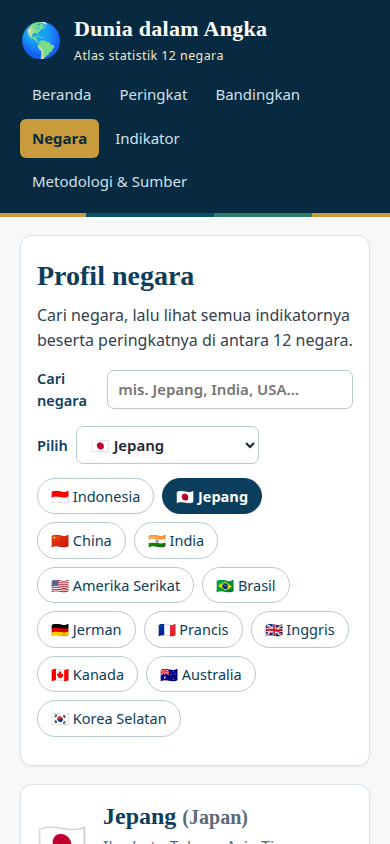 Dunia dalam Angka
Atlas statistik 12 negara
Beranda Peringkat Bandingkan
Negara Indikator
Metodologi & Sumber
Profil negara
Cari negara, lalu lihat semua indikatornya
beserta peringkatnya di antara 12 negara.
Cari
negara
mis. Jepang, India, USA...
Pilih Jepang
Indonesia Jepang
China India
Amerika Serikat Brasil
Jerman Prancis Inggris
Kanada Australia
Korea Selatan
Jepang (Japan)